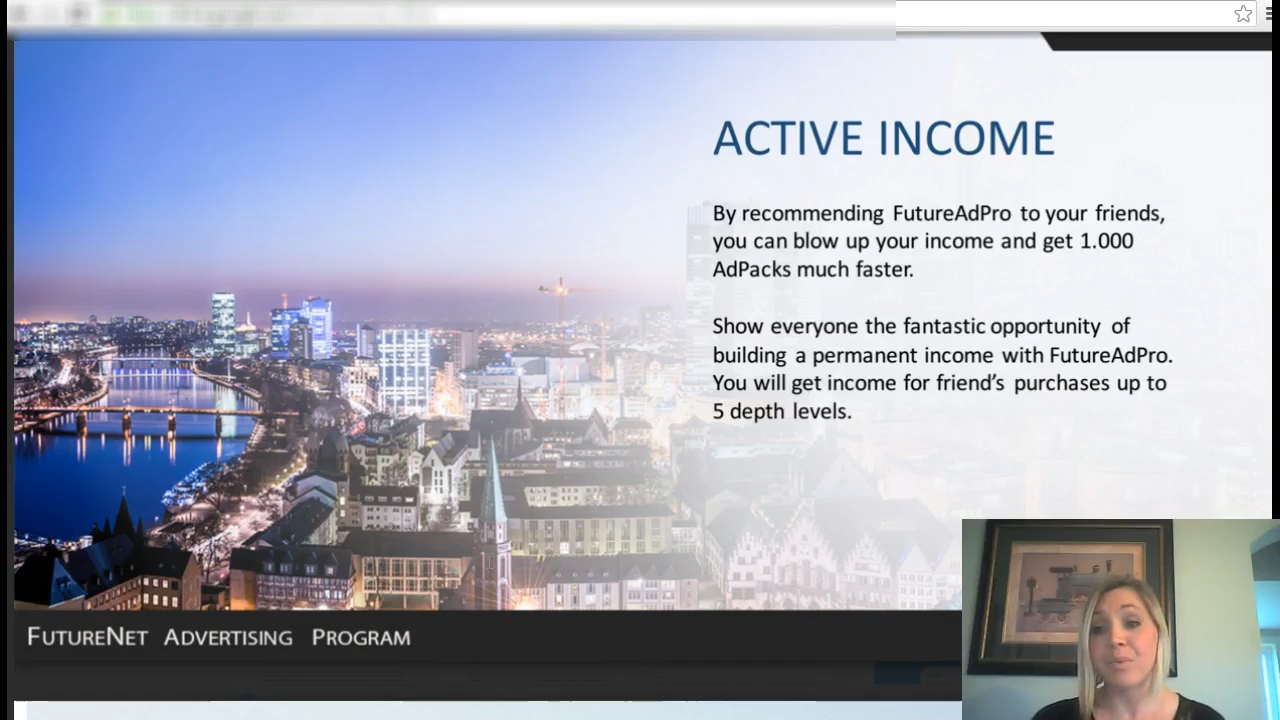 ACTIVE INCOME
By recommending FutureAdPro to your friends,
you can blow up your income and get 1.000
AdPacks much faster.
Show everyone the fantastic opportunity of
building a permanent income with FutureAdPro.
You will get income for friend's purchases up to
5 depth levels.
FUTURENET ADVERTISING PROGRAM